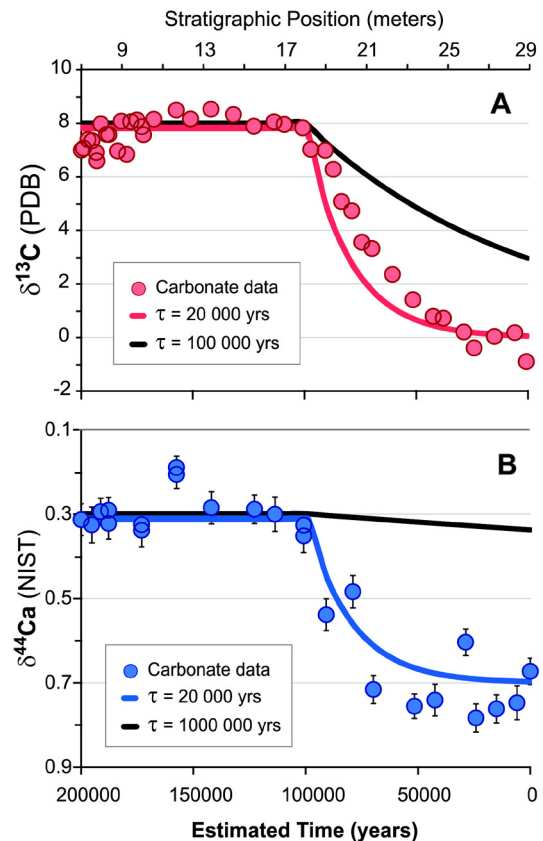 Stratigraphic Position (meters)
9 13 17 21 25 29
A
10
8
6
4
2
0
-2
δ¹³C (PDB)
Carbonate data
τ = 20 000 yrs
τ = 100 000 yrs
B
0.1
0.3
0.5
0.7
0.9
δ⁴⁴Ca (NIST)
Carbonate data
τ = 20 000 yrs
τ = 1000 000 yrs
200000 150000 100000 50000 0
Estimated Time (years)